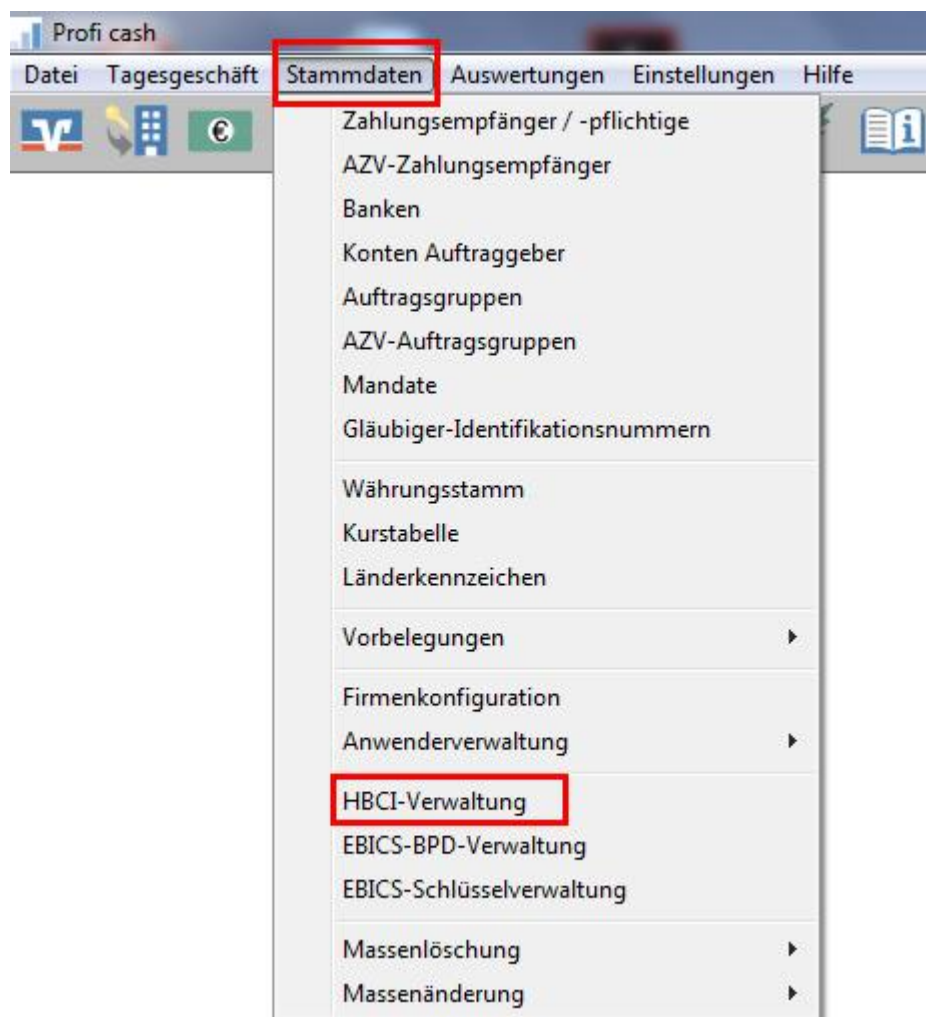 Profi cash
Datei Tagesgeschäft Stammdaten Auswertungen Einstellungen Hilfe
€
Zahlungsempfänger / -pflichtige
AZV-Zahlungsempfänger
Banken
Konten Auftraggeber
Auftragsgruppen
AZV-Auftragsgruppen
Mandate
Gläubiger-Identifikationsnummern
Währungsstamm
Kurstabelle
Länderkennzeichen
Vorbelegungen
Firmenkonfiguration
Anwenderverwaltung
HBCI-Verwaltung
EBICS-BPD-Verwaltung
EBICS-Schlüsselverwaltung
Massenlöschung
Massenänderung